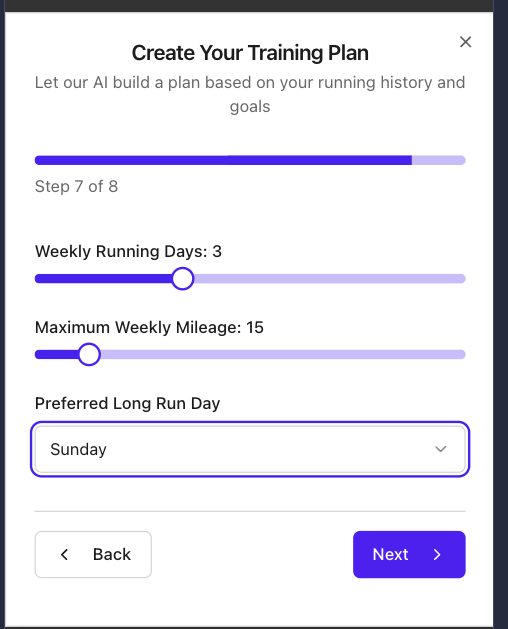 Create Your Training Plan
Let our AI build a plan based on your running history and
goals
Step 7 of 8
Weekly Running Days: 3
Maximum Weekly Mileage: 15
Preferred Long Run Day
Sunday
Back
Next